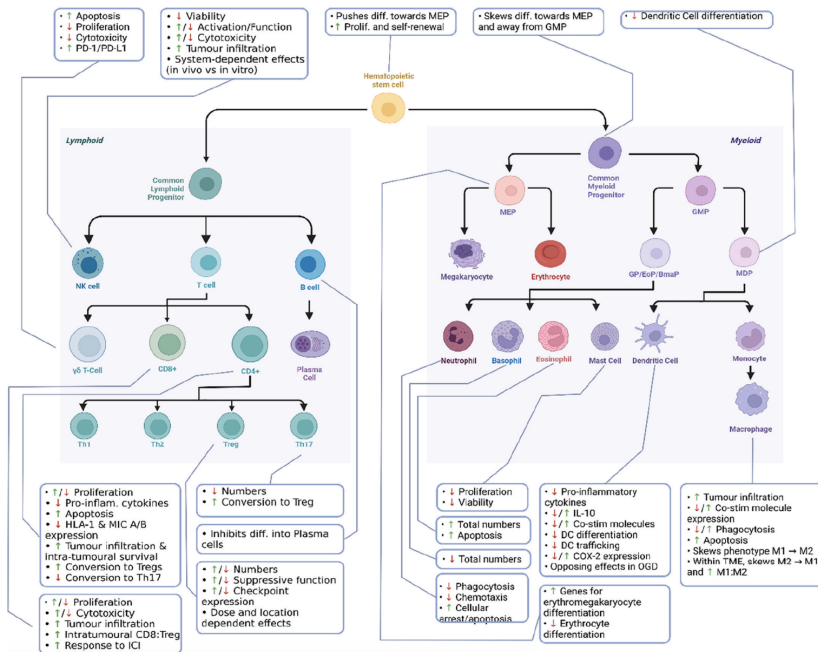 • ↑ Apoptosis
• ↓ Proliferation
• ↓ Cytotoxicity
• ↑ PD-1/PD-L1
• ↓ Viability
• ↑/↓ Activation/Function
• ↑/↓ Cytotoxicity
• ↑ Tumour infiltration
• System-dependent effects
(in vivo vs in vitro)
• Pushes diff. towards MEP
• ↑ Prolif. and self-renewal
• Skews diff. towards MEP
and away from GMP
• ↓ Dendritic Cell differentiation
Hematopoietic
stem cell
Lymphoid
Myeloid
Common
Lymphoid
Progenitor
Common
Myeloid
Progenitor
MEP
GMP
NK cell
T cell
B cell
Megakaryocyte
Erythrocyte
GP/EoP/BmaP
MDP
γδ T-Cell
CD8+
CD4+
Plasma
Cell
Neutrophil
Basophil
Eosinophil
Mast Cell
Dendritic Cell
Monocyte
Macrophage
Th1
Th2
Treg
Th17
• ↑/↓ Proliferation
• ↓ Pro-inflam. cytokines
• ↑ Apoptosis
• ↓ HLA-1 & MIC A/B
expression
• ↑ Tumour infiltration &
intra-tumoural survival
• ↑ Conversion to Tregs
• ↓ Conversion to Th17
• ↑/↓ Proliferation
• ↑/↓ Cytotoxicity
• ↑ Tumour infiltration
• ↑ Intratumoural CD8:Treg
• ↑ Response to ICI
• ↓ Numbers
• ↑ Conversion to Treg
• Inhibits diff. into Plasma
cells
• ↑/↓ Numbers
• ↑/↓ Suppressive function
• ↑/↓ Checkpoint
expression
• Dose and location
dependent effects
• ↓ Proliferation
• ↓ Viability
• ↑ Total numbers
• ↑ Apoptosis
• ↓ Total numbers
• ↓ Phagocytosis
• ↓ Chemotaxis
• ↑ Cellular
arrest/apoptosis
• ↓ Pro-inflammatory
cytokines
• ↓/↑ IL-10
• ↓/↑ Co-stim molecules
• ↓ DC differentiation
• ↓ DC trafficking
• ↓/↑ COX-2 expression
• Opposing effects in OGD
• ↑ Genes for
erythromegakaryocyte
differentiation
• ↓ Erythrocyte
differentiation
• ↑ Tumour infiltration
• ↓/↑ Co-stim molecule
expression
• ↓/↑ Phagocytosis
• ↑ Apoptosis
• Skews phenotype M1 → M2
• Within TME, skews M2 → M1
and ↑ M1:M2